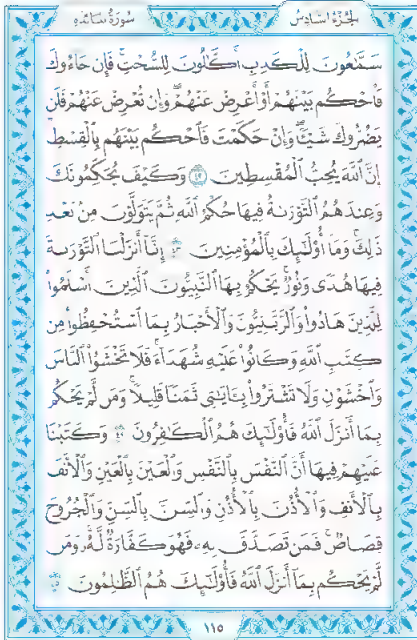 الجزء السادس
سورة المائدة
سَمَّٰعُونَ لِلْكَذِبِ أَكَّٰلُونَ لِلسُّحْتِ ۚ فَإِن جَآءُوكَ
فَٱحْكُم بَيْنَهُمْ أَوْ أَعْرِضْ عَنْهُمْ ۖ وَإِن تُعْرِضْ عَنْهُمْ فَلَن
يَضُرُّوكَ شَيْـًٔا ۖ وَإِنْ حَكَمْتَ فَٱحْكُم بَيْنَهُم بِٱلْقِسْطِ ۚ
إِنَّ ٱللَّهَ يُحِبُّ ٱلْمُقْسِطِينَ ﴿٤٢﴾ وَكَيْفَ يُحَكِّمُونَكَ
وَعِندَهُمُ ٱلتَّوْرَىٰةُ فِيهَا حُكْمُ ٱللَّهِ ثُمَّ يَتَوَلَّوْنَ مِنۢ بَعْدِ
ذَٰلِكَ ۚ وَمَآ أُو۟لَٰٓئِكَ بِٱلْمُؤْمِنِينَ ﴿٤٣﴾ إِنَّآ أَنزَلْنَا ٱلتَّوْرَىٰةَ
فِيهَا هُدًى وَنُورٌ ۚ يَحْكُمُ بِهَا ٱلنَّبِيُّونَ ٱلَّذِينَ أَسْلَمُوا۟
لِلَّذِينَ هَادُوا۟ وَٱلرَّبَّٰنِيُّونَ وَٱلْأَحْبَارُ بِمَا ٱسْتُحْفِظُوا۟ مِن
كِتَٰبِ ٱللَّهِ وَكَانُوا۟ عَلَيْهِ شُهَدَآءَ ۚ فَلَا تَخْشَوُا۟ ٱلنَّاسَ
وَٱخْشَوْنِ وَلَا تَشْتَرُوا۟ بِـَٔايَٰتِى ثَمَنًا قَلِيلًا ۚ وَمَن لَّمْ يَحْكُم
بِمَآ أَنزَلَ ٱللَّهُ فَأُو۟لَٰٓئِكَ هُمُ ٱلْكَٰفِرُونَ ﴿٤٤﴾ وَكَتَبْنَا
عَلَيْهِمْ فِيهَآ أَنَّ ٱلنَّفْسَ بِٱلنَّفْسِ وَٱلْعَيْنَ بِٱلْعَيْنِ وَٱلْأَنفَ
بِٱلْأَنفِ وَٱلْأُذُنَ بِٱلْأُذُنِ وَٱلسِّنَّ بِٱلسِّنِّ وَٱلْجُرُوحَ
قِصَاصٌ ۚ فَمَن تَصَدَّقَ بِهِۦ فَهُوَ كَفَّارَةٌ لَّهُۥ ۚ وَمَن
لَّمْ يَحْكُم بِمَآ أَنزَلَ ٱللَّهُ فَأُو۟لَٰٓئِكَ هُمُ ٱلظَّٰلِمُونَ ﴿٤٥﴾
١١٥